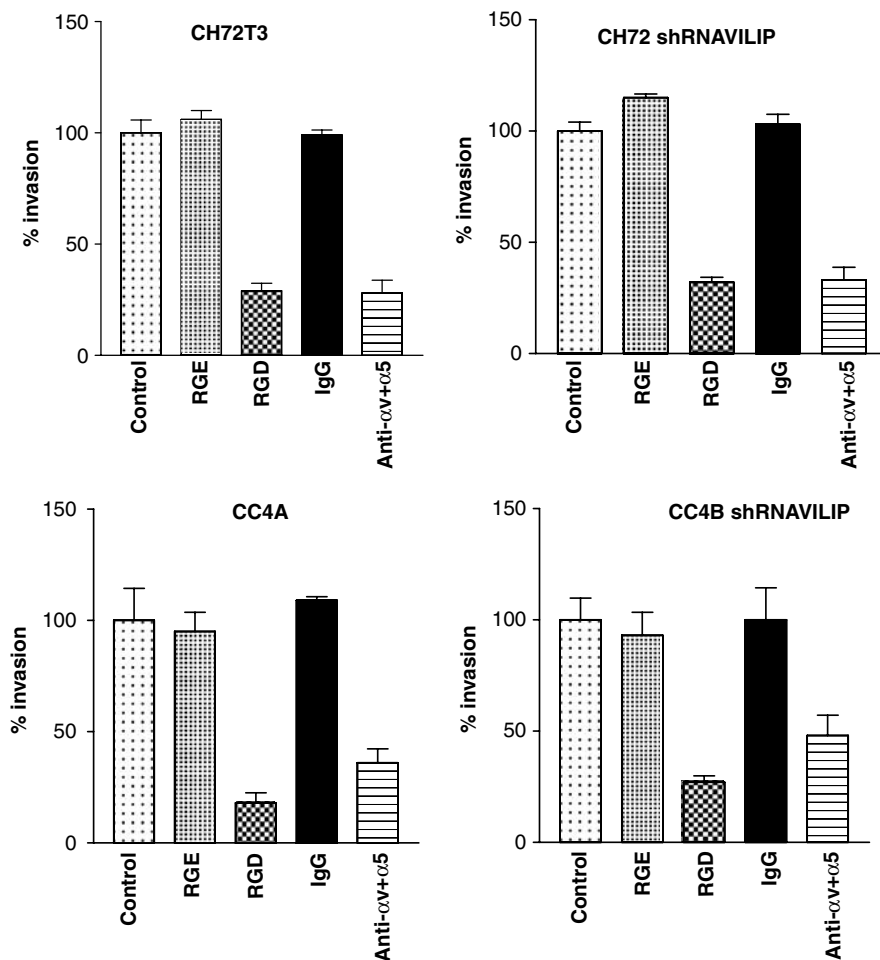 CH72T3
% invasion
150
100
50
0
Control
RGE
RGD
IgG
Anti-αv+α5
CH72 shRNAVILIP
% invasion
150
100
50
0
Control
RGE
RGD
IgG
Anti-αv+α5
CC4A
% invasion
150
100
50
0
Control
RGE
RGD
IgG
Anti-αv+α5
CC4B shRNAVILIP
% invasion
150
100
50
0
Control
RGE
RGD
IgG
Anti-αv+α5